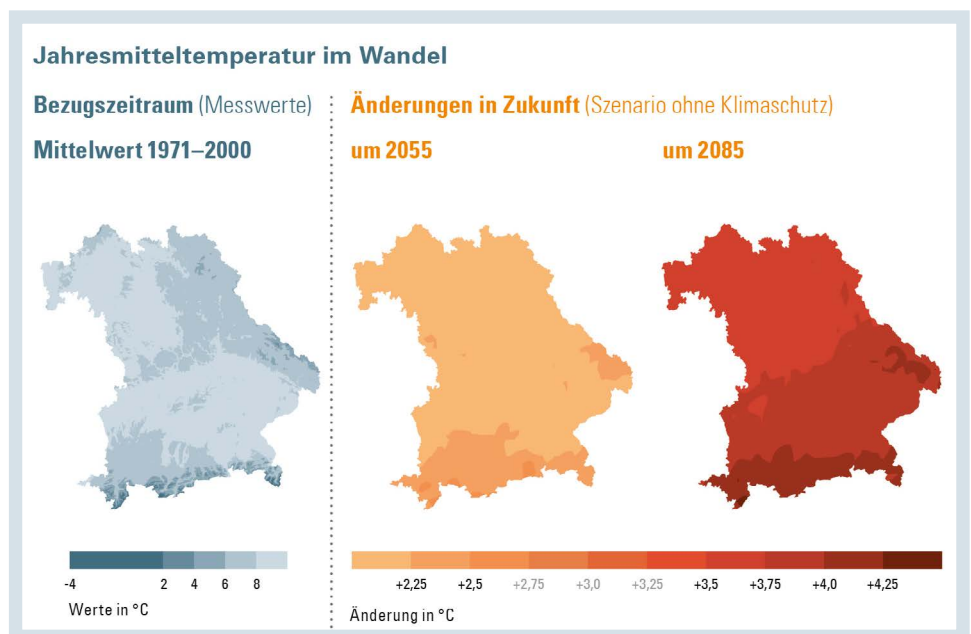 Jahresmitteltemperatur im Wandel
Bezugszeitraum (Messwerte)
Mittelwert 1971–2000
Änderungen in Zukunft (Szenario ohne Klimaschutz)
um 2055
um 2085
-4 2 4 6 8
Werte in °C
+2,25 +2,5 +2,75 +3,0 +3,25 +3,5 +3,75 +4,0 +4,25
Änderung in °C